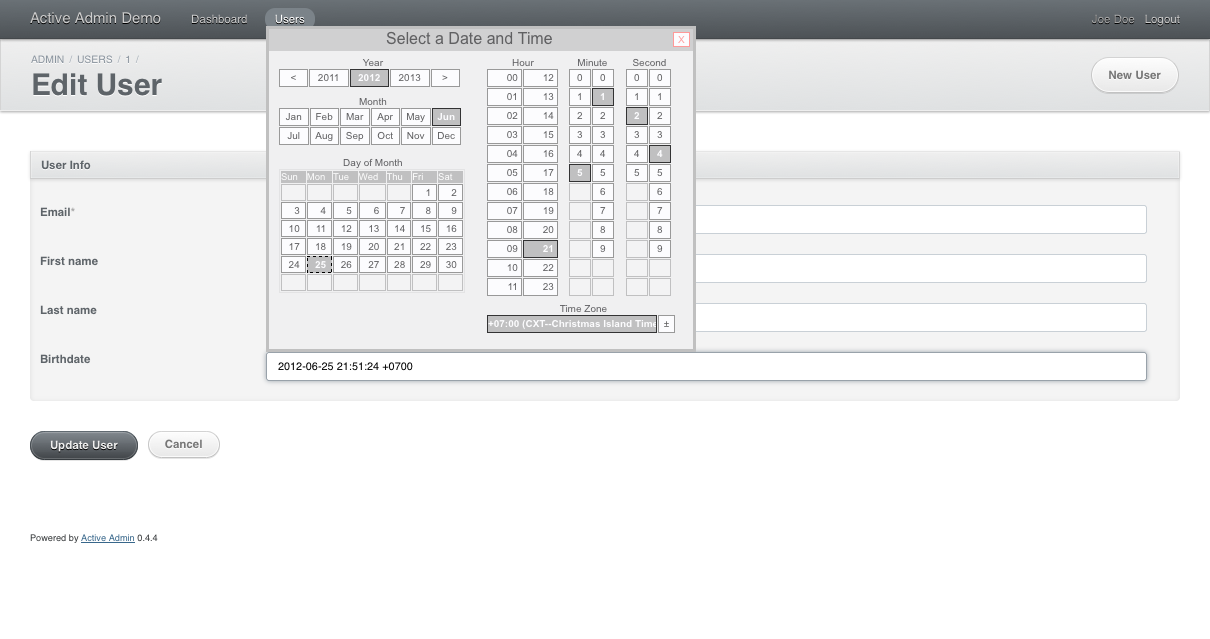 Active Admin Demo Dashboard Users Joe Doe Logout
ADMIN / USERS / 1 /
Edit User
New User
Select a Date and Time X
Year
< 2011 2012 2013 >
Month
Jan Feb Mar Apr May Jun
Jul Aug Sep Oct Nov Dec
Day of Month
Sun Mon Tue Wed Thu Fri Sat
1 2
3 4 5 6 7 8 9
10 11 12 13 14 15 16
17 18 19 20 21 22 23
24 25 26 27 28 29 30
Hour Minute Second
00 12 0 0 0 0
01 13 1 1 1 1
02 14 2 2 2 2
03 15 3 3 3 3
04 16 4 4 4 4
05 17 5 5 5 5
06 18 6 6
07 19 7 7
08 20 8 8
09 21 9 9
10 22
11 23
Time Zone
+07:00 (CXT--Christmas Island Time ±
User Info
Email*
First name
Last name
Birthdate 2012-06-25 21:51:24 +0700
Update User Cancel
Powered by Active Admin 0.4.4